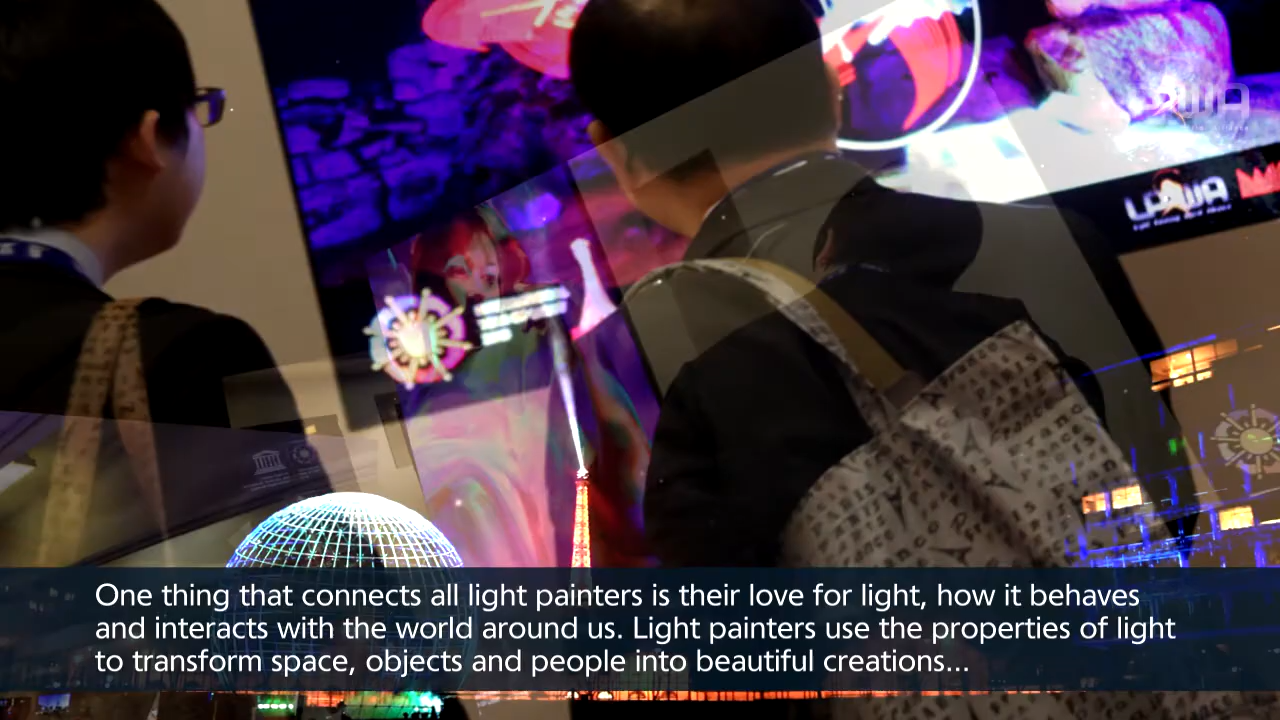 LPWA
One thing that connects all light painters is their love for light, how it behaves
and interacts with the world around us. Light painters use the properties of light
to transform space, objects and people into beautiful creations...